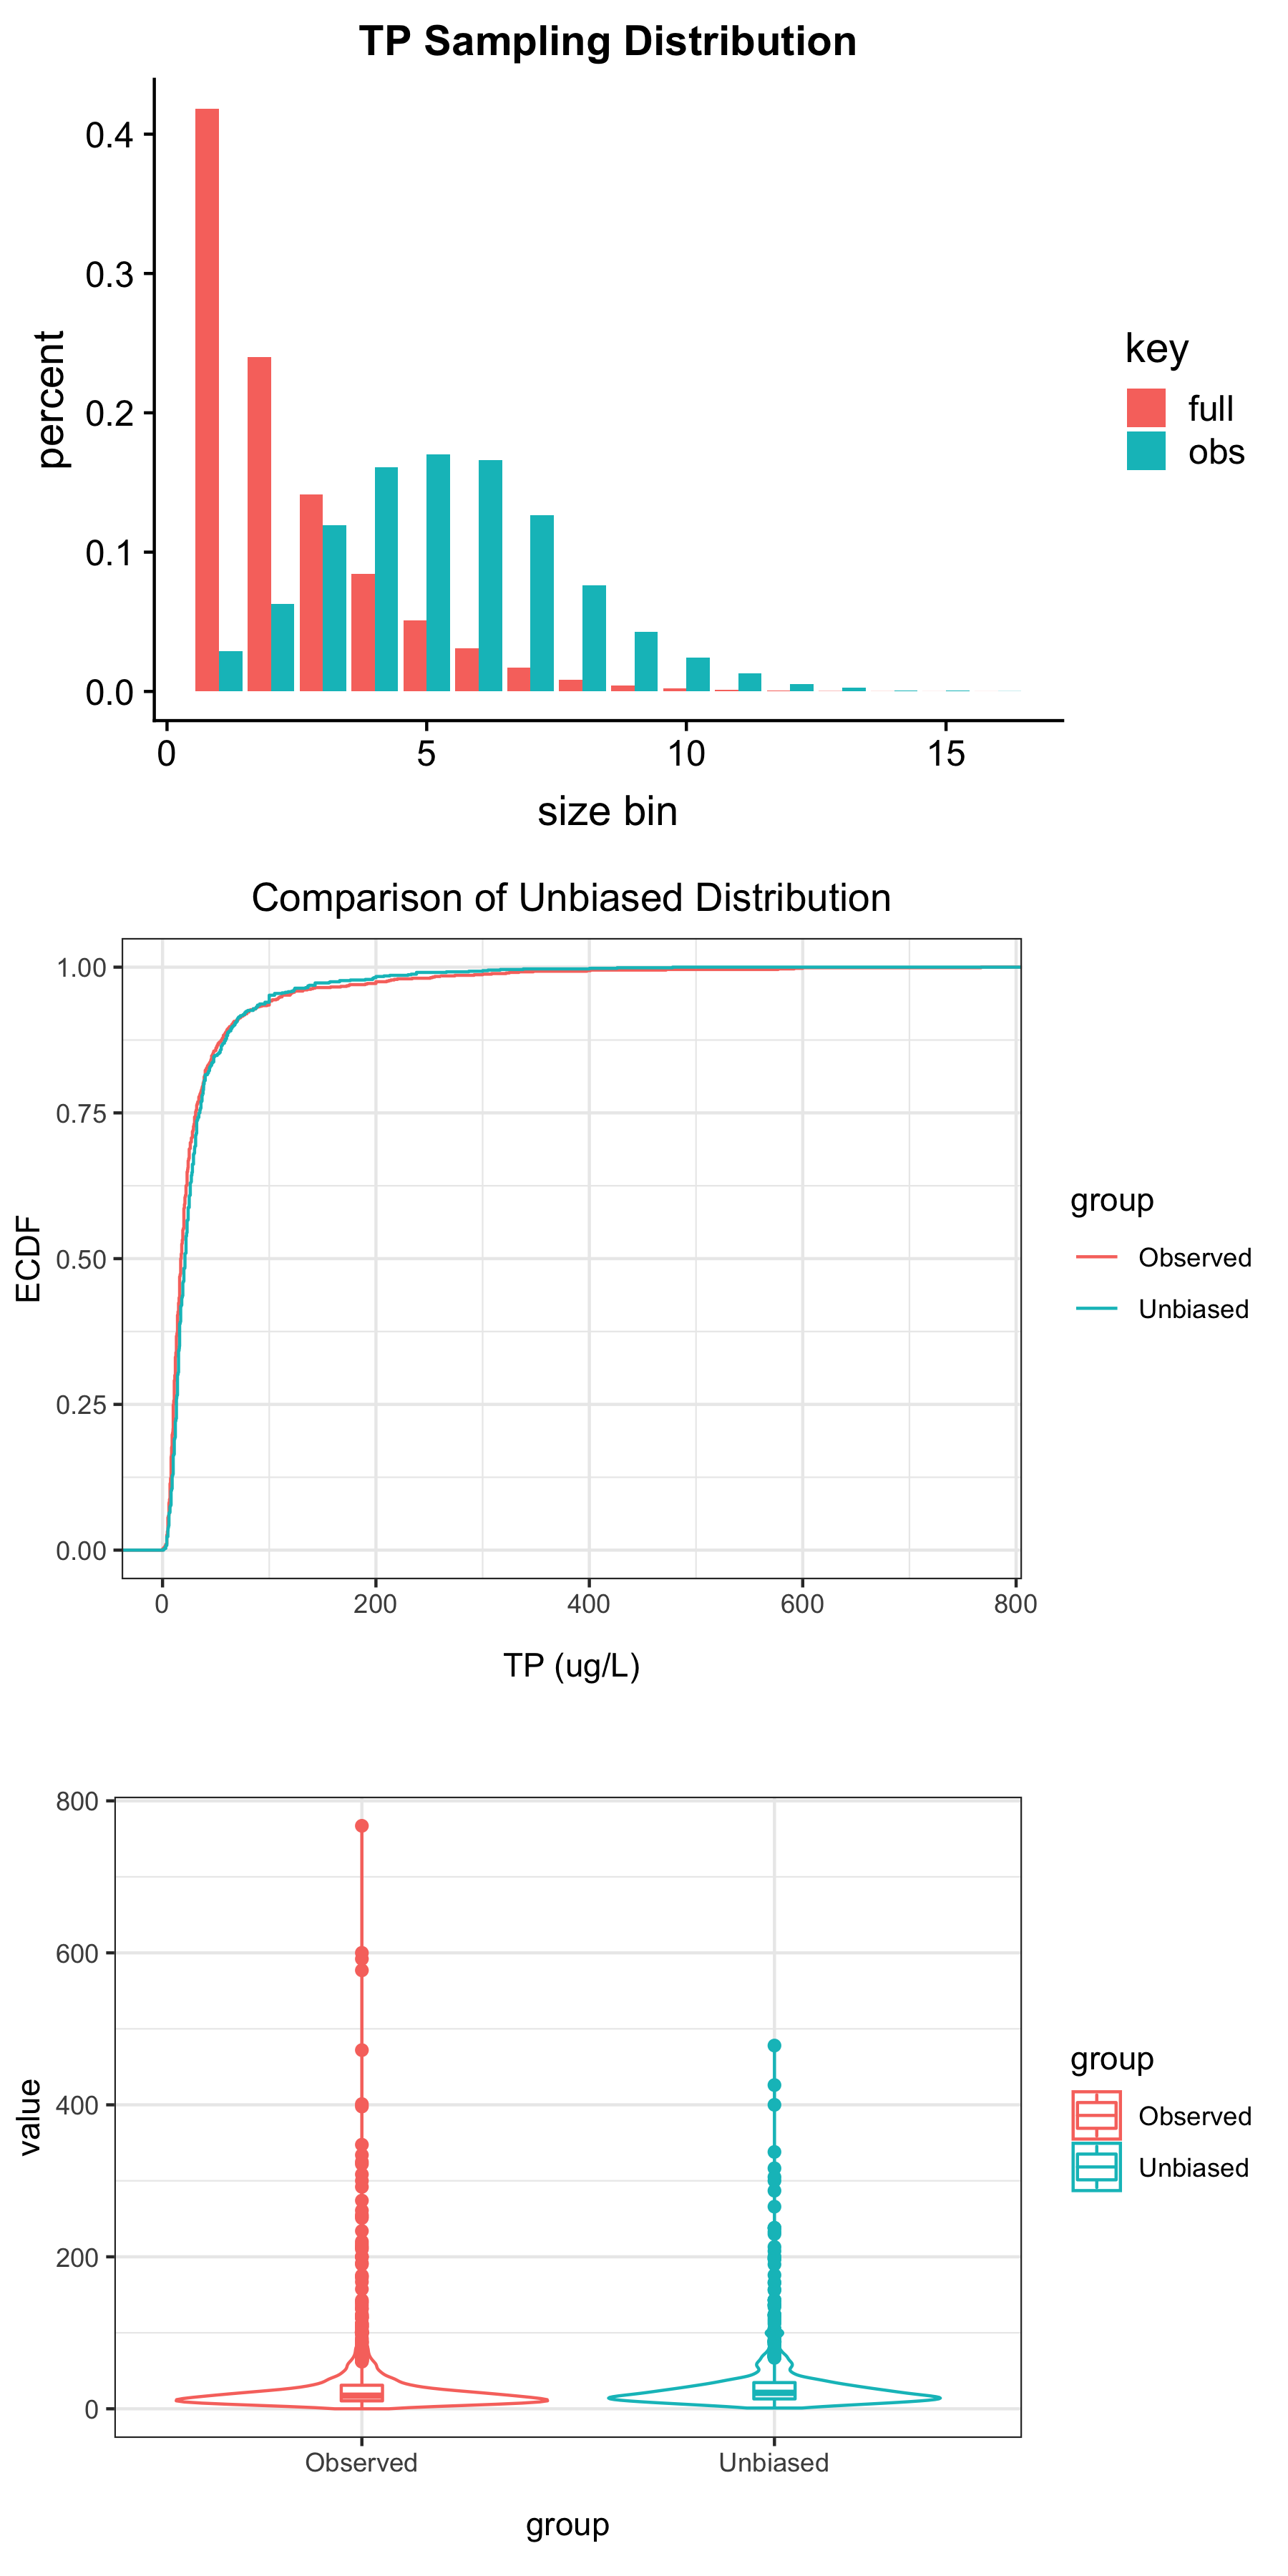 TP Sampling Distribution
0.4
0.3
0.2
0.1
0.0
percent
0 5 10 15
size bin
key
full
obs
Comparison of Unbiased Distribution
1.00
0.75
0.50
0.25
0.00
ECDF
0 200 400 600 800
TP (ug/L)
group
Observed
Unbiased
800
600
400
200
0
value
Observed Unbiased
group
group
Observed
Unbiased